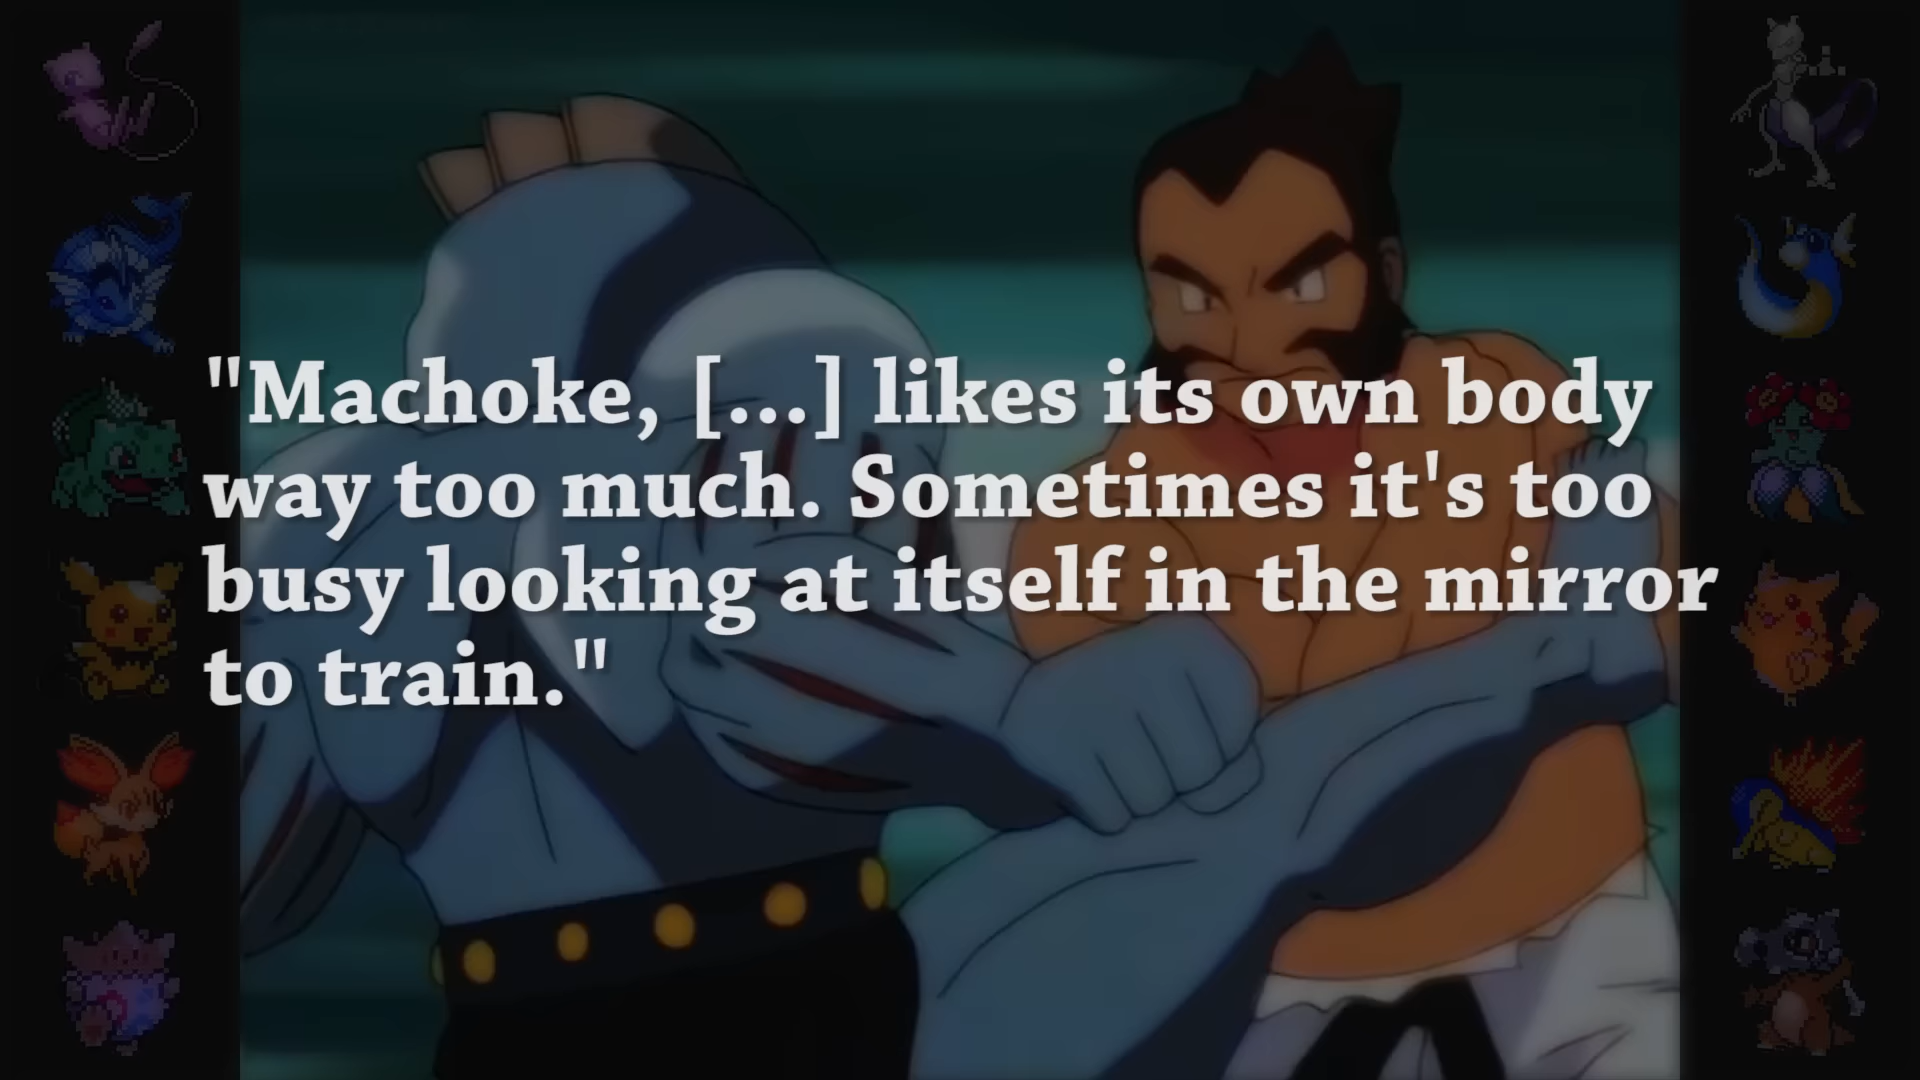 "Machoke, [...] likes its own body
way too much. Sometimes it's too
busy looking at itself in the mirror
to train."